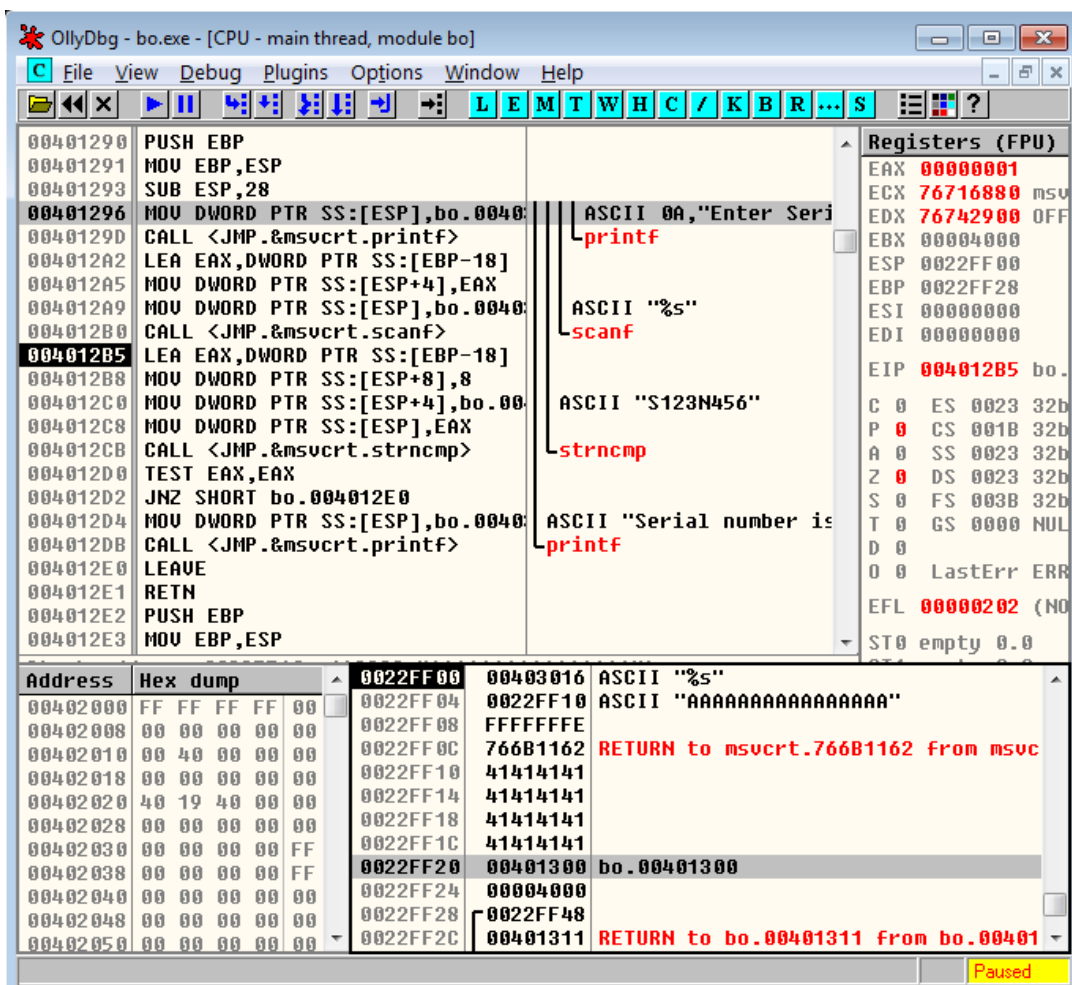 OllyDbg - bo.exe - [CPU - main thread, module bo]
C File View Debug Plugins Options Window Help
L E M T W H C / K B R ... S ?
00401290 PUSH EBP
00401291 MOV EBP,ESP
00401293 SUB ESP,28
00401296 MOV DWORD PTR SS:[ESP],bo.0040 ASCII 0A,"Enter Seri
0040129D CALL <JMP.&msvcrt.printf> printf
004012A2 LEA EAX,DWORD PTR SS:[EBP-18]
004012A5 MOV DWORD PTR SS:[ESP+4],EAX
004012A9 MOV DWORD PTR SS:[ESP],bo.0040 ASCII "%s"
004012B0 CALL <JMP.&msvcrt.scanf> scanf
004012B5 LEA EAX,DWORD PTR SS:[EBP-18]
004012B8 MOV DWORD PTR SS:[ESP+8],8
004012C0 MOV DWORD PTR SS:[ESP+4],bo.00 ASCII "S123N456"
004012C8 MOV DWORD PTR SS:[ESP],EAX
004012CB CALL <JMP.&msvcrt.strncmp> strncmp
004012D0 TEST EAX,EAX
004012D2 JNZ SHORT bo.004012E0
004012D4 MOV DWORD PTR SS:[ESP],bo.0040 ASCII "Serial number is
004012DB CALL <JMP.&msvcrt.printf> printf
004012E0 LEAVE
004012E1 RETN
004012E2 PUSH EBP
004012E3 MOV EBP,ESP
Registers (FPU)
EAX 00000001
ECX 76716880 msv
EDX 76742900 OFF
EBX 00004000
ESP 0022FF00
EBP 0022FF28
ESI 00000000
EDI 00000000
EIP 004012B5 bo.
C 0 ES 0023 32b
P 0 CS 001B 32b
A 0 SS 0023 32b
Z 0 DS 0023 32b
S 0 FS 003B 32b
T 0 GS 0000 NUL
D 0
O 0 LastErr ERR
EFL 00000202 (NO
ST0 empty 0.0
Address Hex dump
00402000 FF FF FF FF 00
00402008 00 00 00 00 00
00402010 00 40 00 00 00
00402018 00 00 00 00 00
00402020 40 19 40 00 00
00402028 00 00 00 00 00
00402030 00 00 00 00 FF
00402038 00 00 00 00 FF
00402040 00 00 00 00 00
00402048 00 00 00 00 00
00402050 00 00 00 00 00
0022FF00 00403016 ASCII "%s"
0022FF04 0022FF10 ASCII "AAAAAAAAAAAAAAAA"
0022FF08 FFFFFFFE
0022FF0C 766B1162 RETURN to msvcrt.766B1162 from msvc
0022FF10 41414141
0022FF14 41414141
0022FF18 41414141
0022FF1C 41414141
0022FF20 00401300 bo.00401300
0022FF24 00004000
0022FF28 0022FF48
0022FF2C 00401311 RETURN to bo.00401311 from bo.00401
Paused